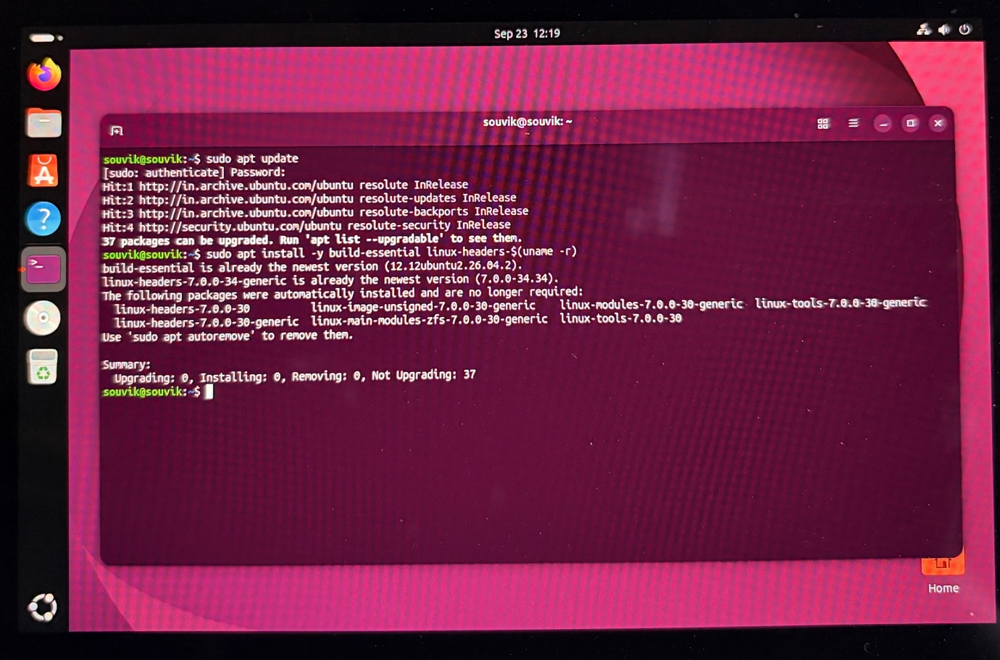 Sep 23 12:19
souvik@souvik: ~
~
souvik@souvik:~$ sudo apt update
[sudo: authenticate] Password:
Hit:1 http://in.archive.ubuntu.com/ubuntu resolute InRelease
Hit:2 http://in.archive.ubuntu.com/ubuntu resolute-updates InRelease
Hit:3 http://in.archive.ubuntu.com/ubuntu resolute-backports InRelease
Hit:4 http://security.ubuntu.com/ubuntu resolute-security InRelease
37 packages can be upgraded. Run 'apt list --upgradable' to see them.
souvik@souvik:~$ sudo apt install -y build-essential linux-headers-$(uname -r)
build-essential is already the newest version (12.12ubuntu2.26.04.2).
linux-headers-7.0.0-34-generic is already the newest version (7.0.0-34.34).
The following packages were automatically installed and are no longer required:
linux-headers-7.0.0-30 linux-image-unsigned-7.0.0-30-generic linux-modules-7.0.0-30-generic linux-tools-7.0.0-30-generic
linux-headers-7.0.0-30-generic linux-main-modules-zfs-7.0.0-30-generic linux-tools-7.0.0-30
Use 'sudo apt autoremove' to remove them.
Summary:
Upgrading: 0, Installing: 0, Removing: 0, Not Upgrading: 37
souvik@souvik:~$
Home